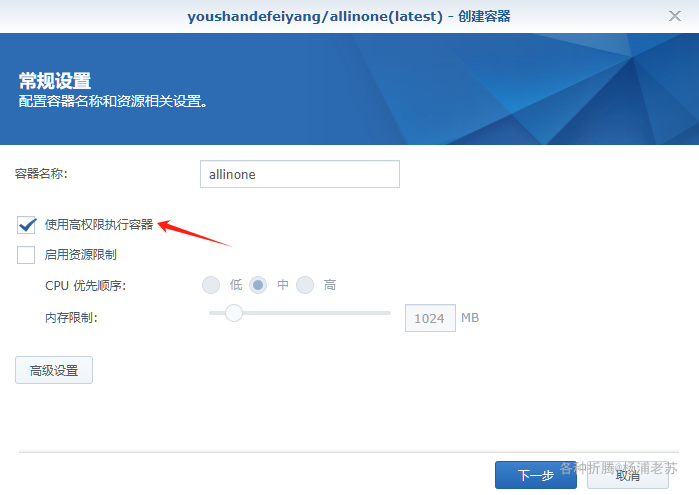 youshandefeiyang/allinone(latest) - 创建容器
常规设置
配置容器名称和资源相关设置。
容器名称:
allinone
使用高权限执行容器
启用资源限制
CPU 优先顺序:
低
中
高
内存限制:
1024
MB
高级设置
下一步
取消
各种折腾@杨浦老苏